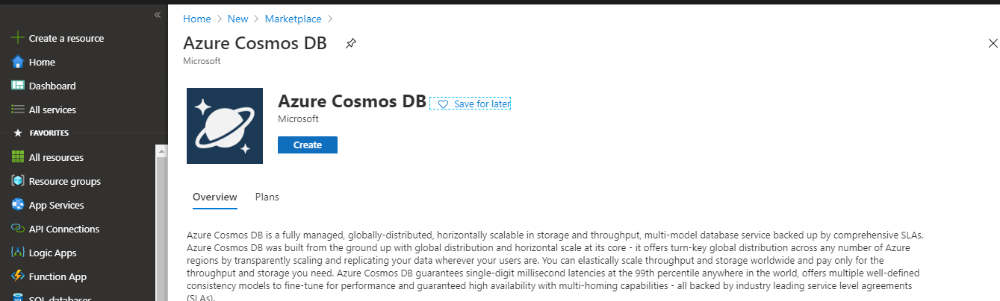 «
Home > New > Marketplace >
Azure Cosmos DB
Microsoft
Create a resource
Home
Dashboard
All services
FAVORITES
All resources
Resource groups
App Services
API Connections
Logic Apps
Function App
SQL databases
Azure Cosmos DB
Save for later
Microsoft
Create
Overview Plans
Azure Cosmos DB is a fully managed, globally-distributed, horizontally scalable in storage and throughput, multi-model database service backed up by comprehensive SLAs.
Azure Cosmos DB was built from the ground up with global distribution and horizontal scale at its core - it offers turn-key global distribution across any number of Azure
regions by transparently scaling and replicating your data wherever your users are. You can elastically scale throughput and storage worldwide and pay only for the
throughput and storage you need. Azure Cosmos DB guarantees single-digit millisecond latencies at the 99th percentile anywhere in the world, offers multiple well-defined
consistency models to fine-tune for performance and guaranteed high availability with multi-homing capabilities - all backed by industry leading service level agreements
(SLAs).